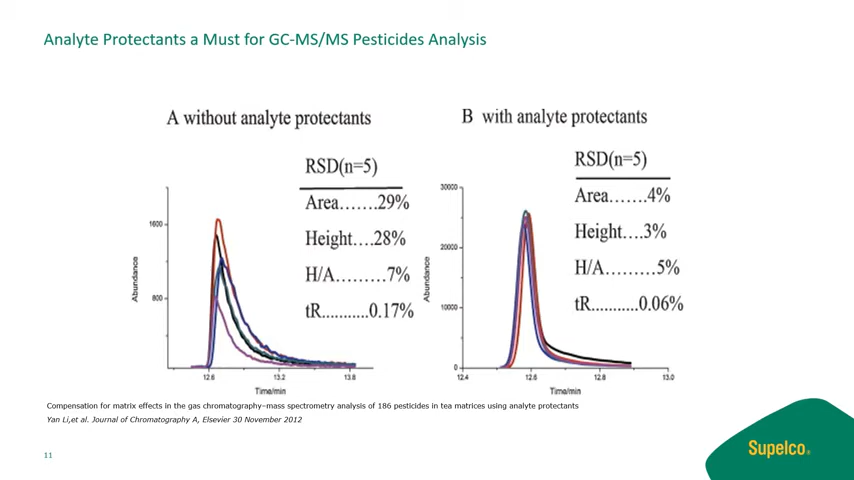 Analyte Protectants a Must for GC-MS/MS Pesticides Analysis
A without analyte protectants
RSD(n=5)
Area.......29%
Height....28%
H/A.........7%
tR...........0.17%
1600
800
Abundance
12.6
13.2
13.8
Time/min
B with analyte protectants
RSD(n=5)
Area.......4%
Height....3%
H/A.........5%
tR...........0.06%
30000
20000
10000
0
Abundance
12.4
12.6
12.8
13.0
Time/min
Compensation for matrix effects in the gas chromatography–mass spectrometry analysis of 186 pesticides in tea matrices using analyte protectants
Yan Li,et al. Journal of Chromatography A, Elsevier 30 November 2012
11
Supelco®